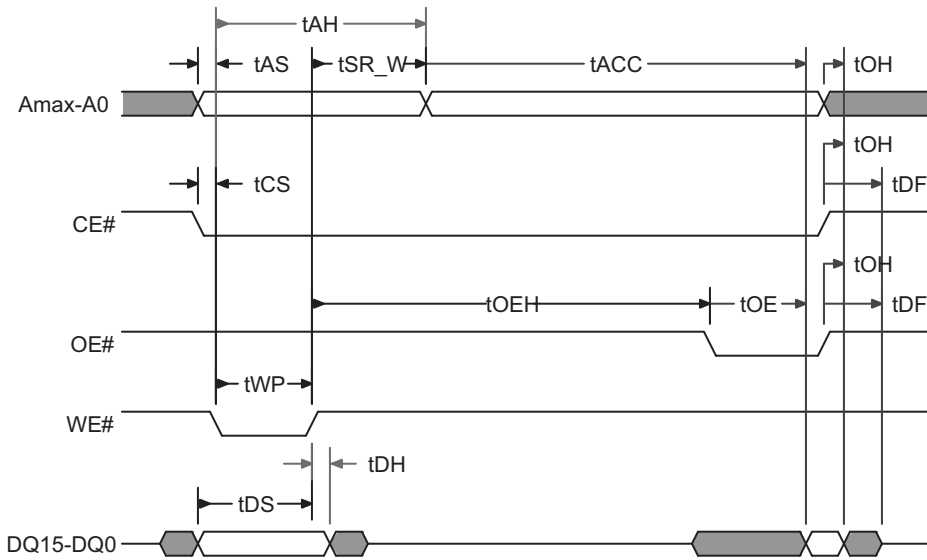 tAH
tAS tSR_W tACC tOH
Amax-A0
tOH
tCS tDF
CE#
tOH
tOEH tOE tDF
OE#
tWP
WE#
tDH
tDS
DQ15-DQ0